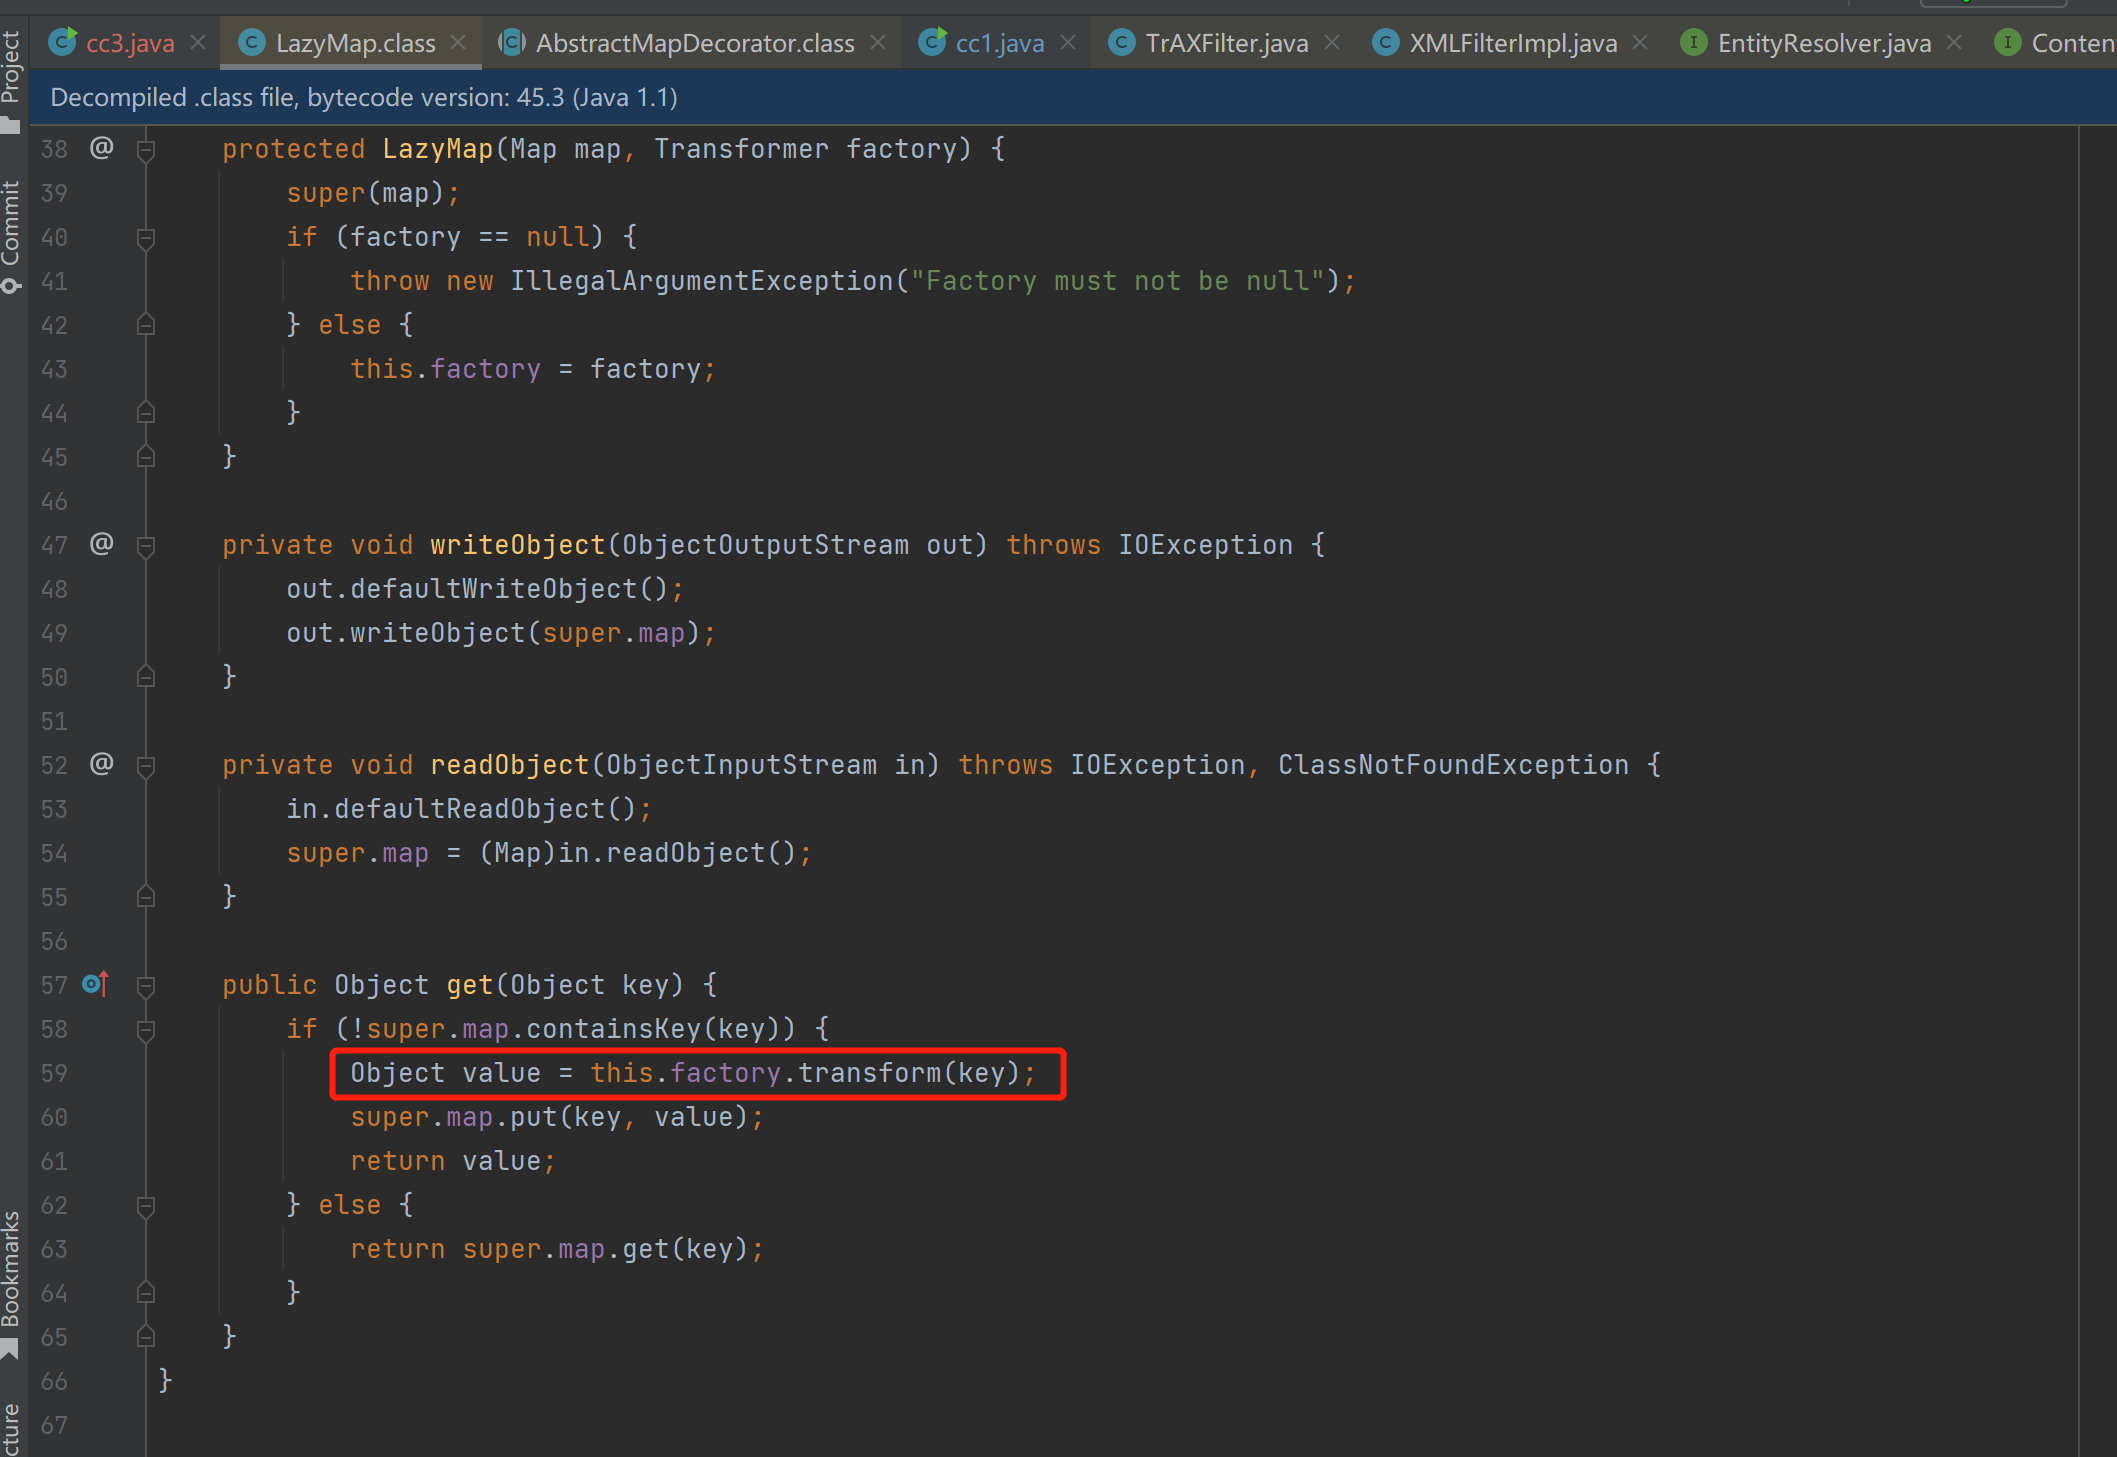 cc3.java LazyMap.class AbstractMapDecorator.class cc1.java TrAXFilter.java XMLFilterImpl.java EntityResolver.java Conten
Project
Commit
Bookmarks
cture
Decompiled .class file, bytecode version: 45.3 (Java 1.1)
38 @ protected LazyMap(Map map, Transformer factory) {
39 super(map);
40 if (factory == null) {
41 throw new IllegalArgumentException("Factory must not be null");
42 } else {
43 this.factory = factory;
44 }
45 }
46
47 @ private void writeObject(ObjectOutputStream out) throws IOException {
48 out.defaultWriteObject();
49 out.writeObject(super.map);
50 }
51
52 @ private void readObject(ObjectInputStream in) throws IOException, ClassNotFoundException {
53 in.defaultReadObject();
54 super.map = (Map)in.readObject();
55 }
56
57 public Object get(Object key) {
58 if (!super.map.containsKey(key)) {
59 Object value = this.factory.transform(key);
60 super.map.put(key, value);
61 return value;
62 } else {
63 return super.map.get(key);
64 }
65 }
66 }
67